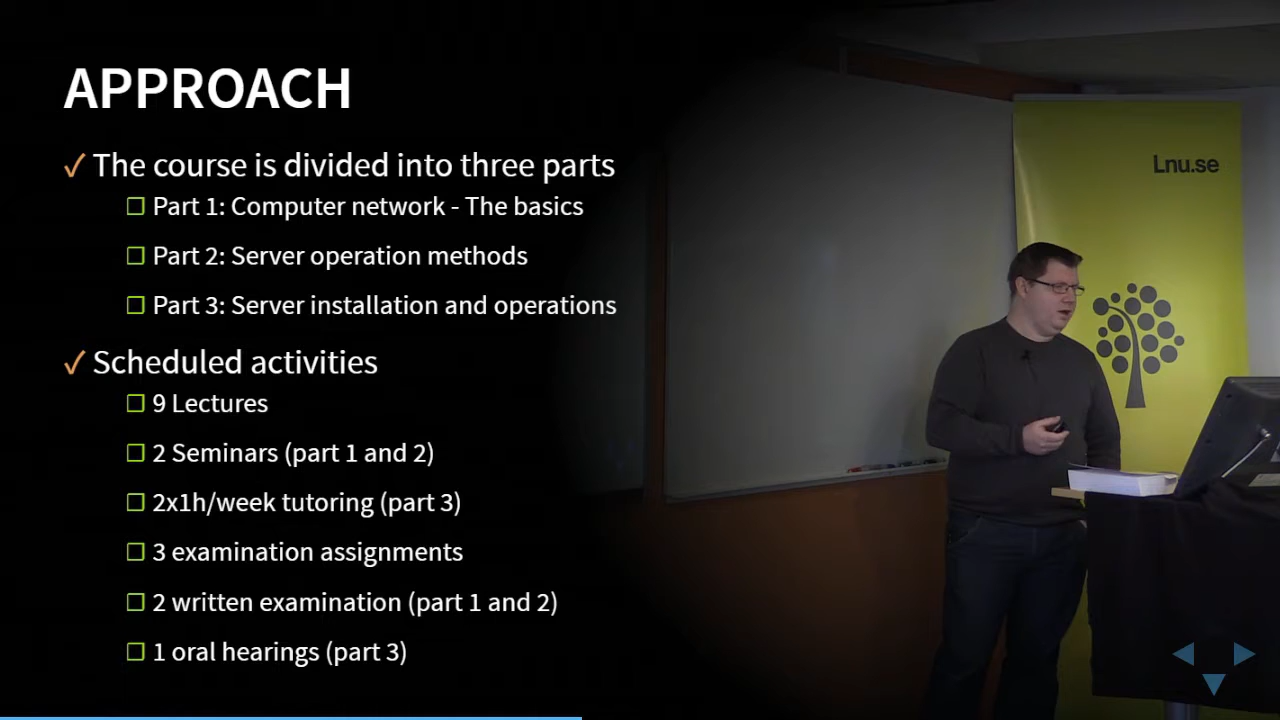 APPROACH
✓ The course is divided into three parts
☐ Part 1: Computer network - The basics
☐ Part 2: Server operation methods
☐ Part 3: Server installation and operations
✓ Scheduled activities
☐ 9 Lectures
☐ 2 Seminars (part 1 and 2)
☐ 2x1h/week tutoring (part 3)
☐ 3 examination assignments
☐ 2 written examination (part 1 and 2)
☐ 1 oral hearings (part 3)
Lnu.se